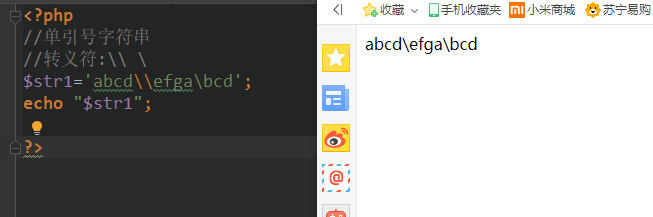 <?php
//单引号字符串
//转义符:\\ \
$str1='abcd\\efga\bcd';
echo "$str1";
?>
收藏 手机收藏夹 小米商城 苏宁易购
abcd\efga\bcd